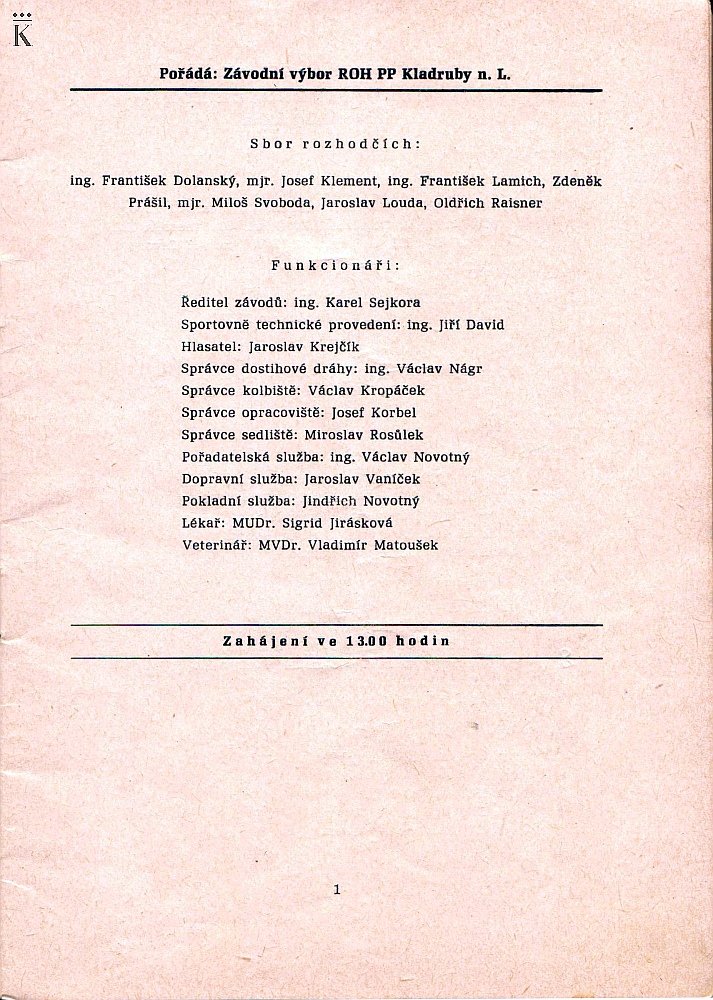 K
Pořádá: Závodní výbor ROH PP Kladruby n. L.
Sbor rozhodčích:
ing. František Dolanský, mjr. Josef Klement, ing. František Lamich, Zdeněk
Prášil, mjr. Miloš Svoboda, Jaroslav Louda, Oldřich Raisner
Funkcionáři:
Ředitel závodů: ing. Karel Sejkora
Sportovně technické provedení: ing. Jiří David
Hlasatel: Jaroslav Krejčík
Správce dostihové dráhy: ing. Václav Nágr
Správce kolbiště: Václav Kropáček
Správce opracoviště: Josef Korbel
Správce sedliště: Miroslav Rosůlek
Pořadatelská služba: ing. Václav Novotný
Dopravní služba: Jaroslav Vaníček
Pokladní služba: Jindřich Novotný
Lékař: MUDr. Sigrid Jirásková
Veterinář: MVDr. Vladimír Matoušek
Zahájení ve 13.00 hodin
1